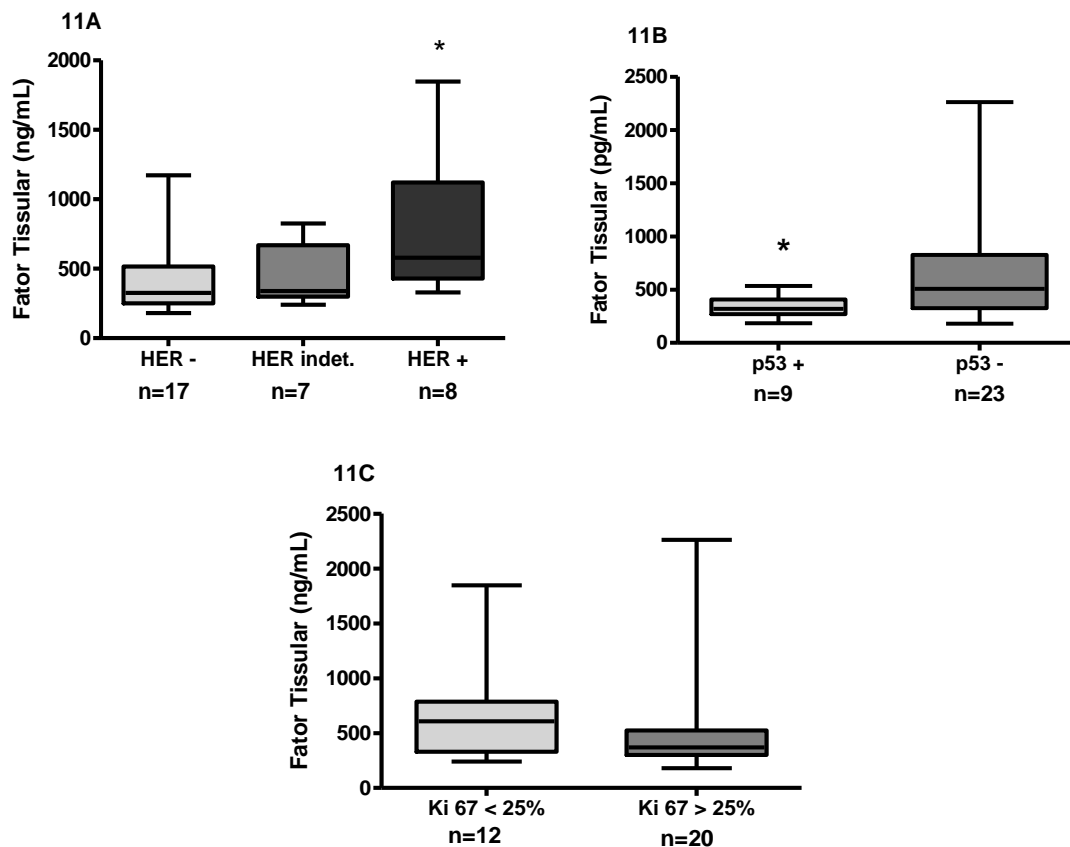 11A
*
2000
1500
1000
500
0
Fator Tissular (ng/mL)
HER -
HER indet.
HER +
n=17
n=7
n=8
11B
2500
2000
1500
1000
500
0
Fator Tissular (pg/mL)
*
p53 +
p53 -
n=9
n=23
11C
2500
2000
1500
1000
500
0
Fator Tissular (ng/mL)
Ki 67 < 25%
Ki 67 > 25%
n=12
n=20